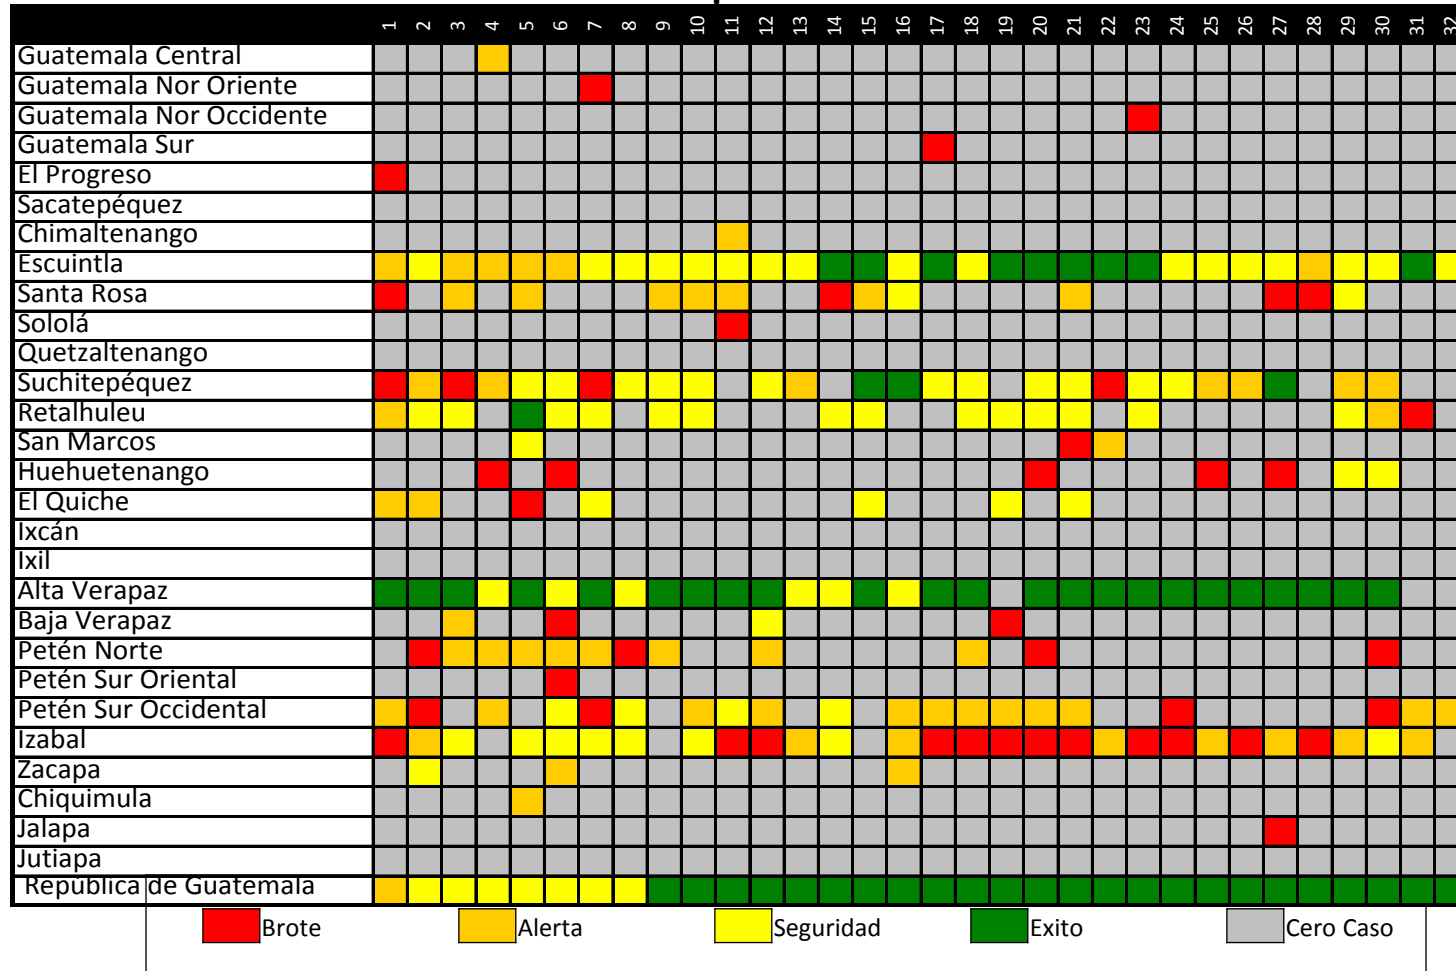 1 2 3 4 5 6 7 8 9 10 11 12 13 14 15 16 17 18 19 20 21 22 23 24 25 26 27 28 29 30 31 32
Guatemala Central
Guatemala Nor Oriente
Guatemala Nor Occidente
Guatemala Sur
El Progreso
Sacatepéquez
Chimaltenango
Escuintla
Santa Rosa
Sololá
Quetzaltenango
Suchitepéquez
Retalhuleu
San Marcos
Huehuetenango
El Quiche
Ixcán
Ixil
Alta Verapaz
Baja Verapaz
Petén Norte
Petén Sur Oriental
Petén Sur Occidental
Izabal
Zacapa
Chiquimula
Jalapa
Jutiapa
República de Guatemala
Brote Alerta Seguridad Exito Cero Caso